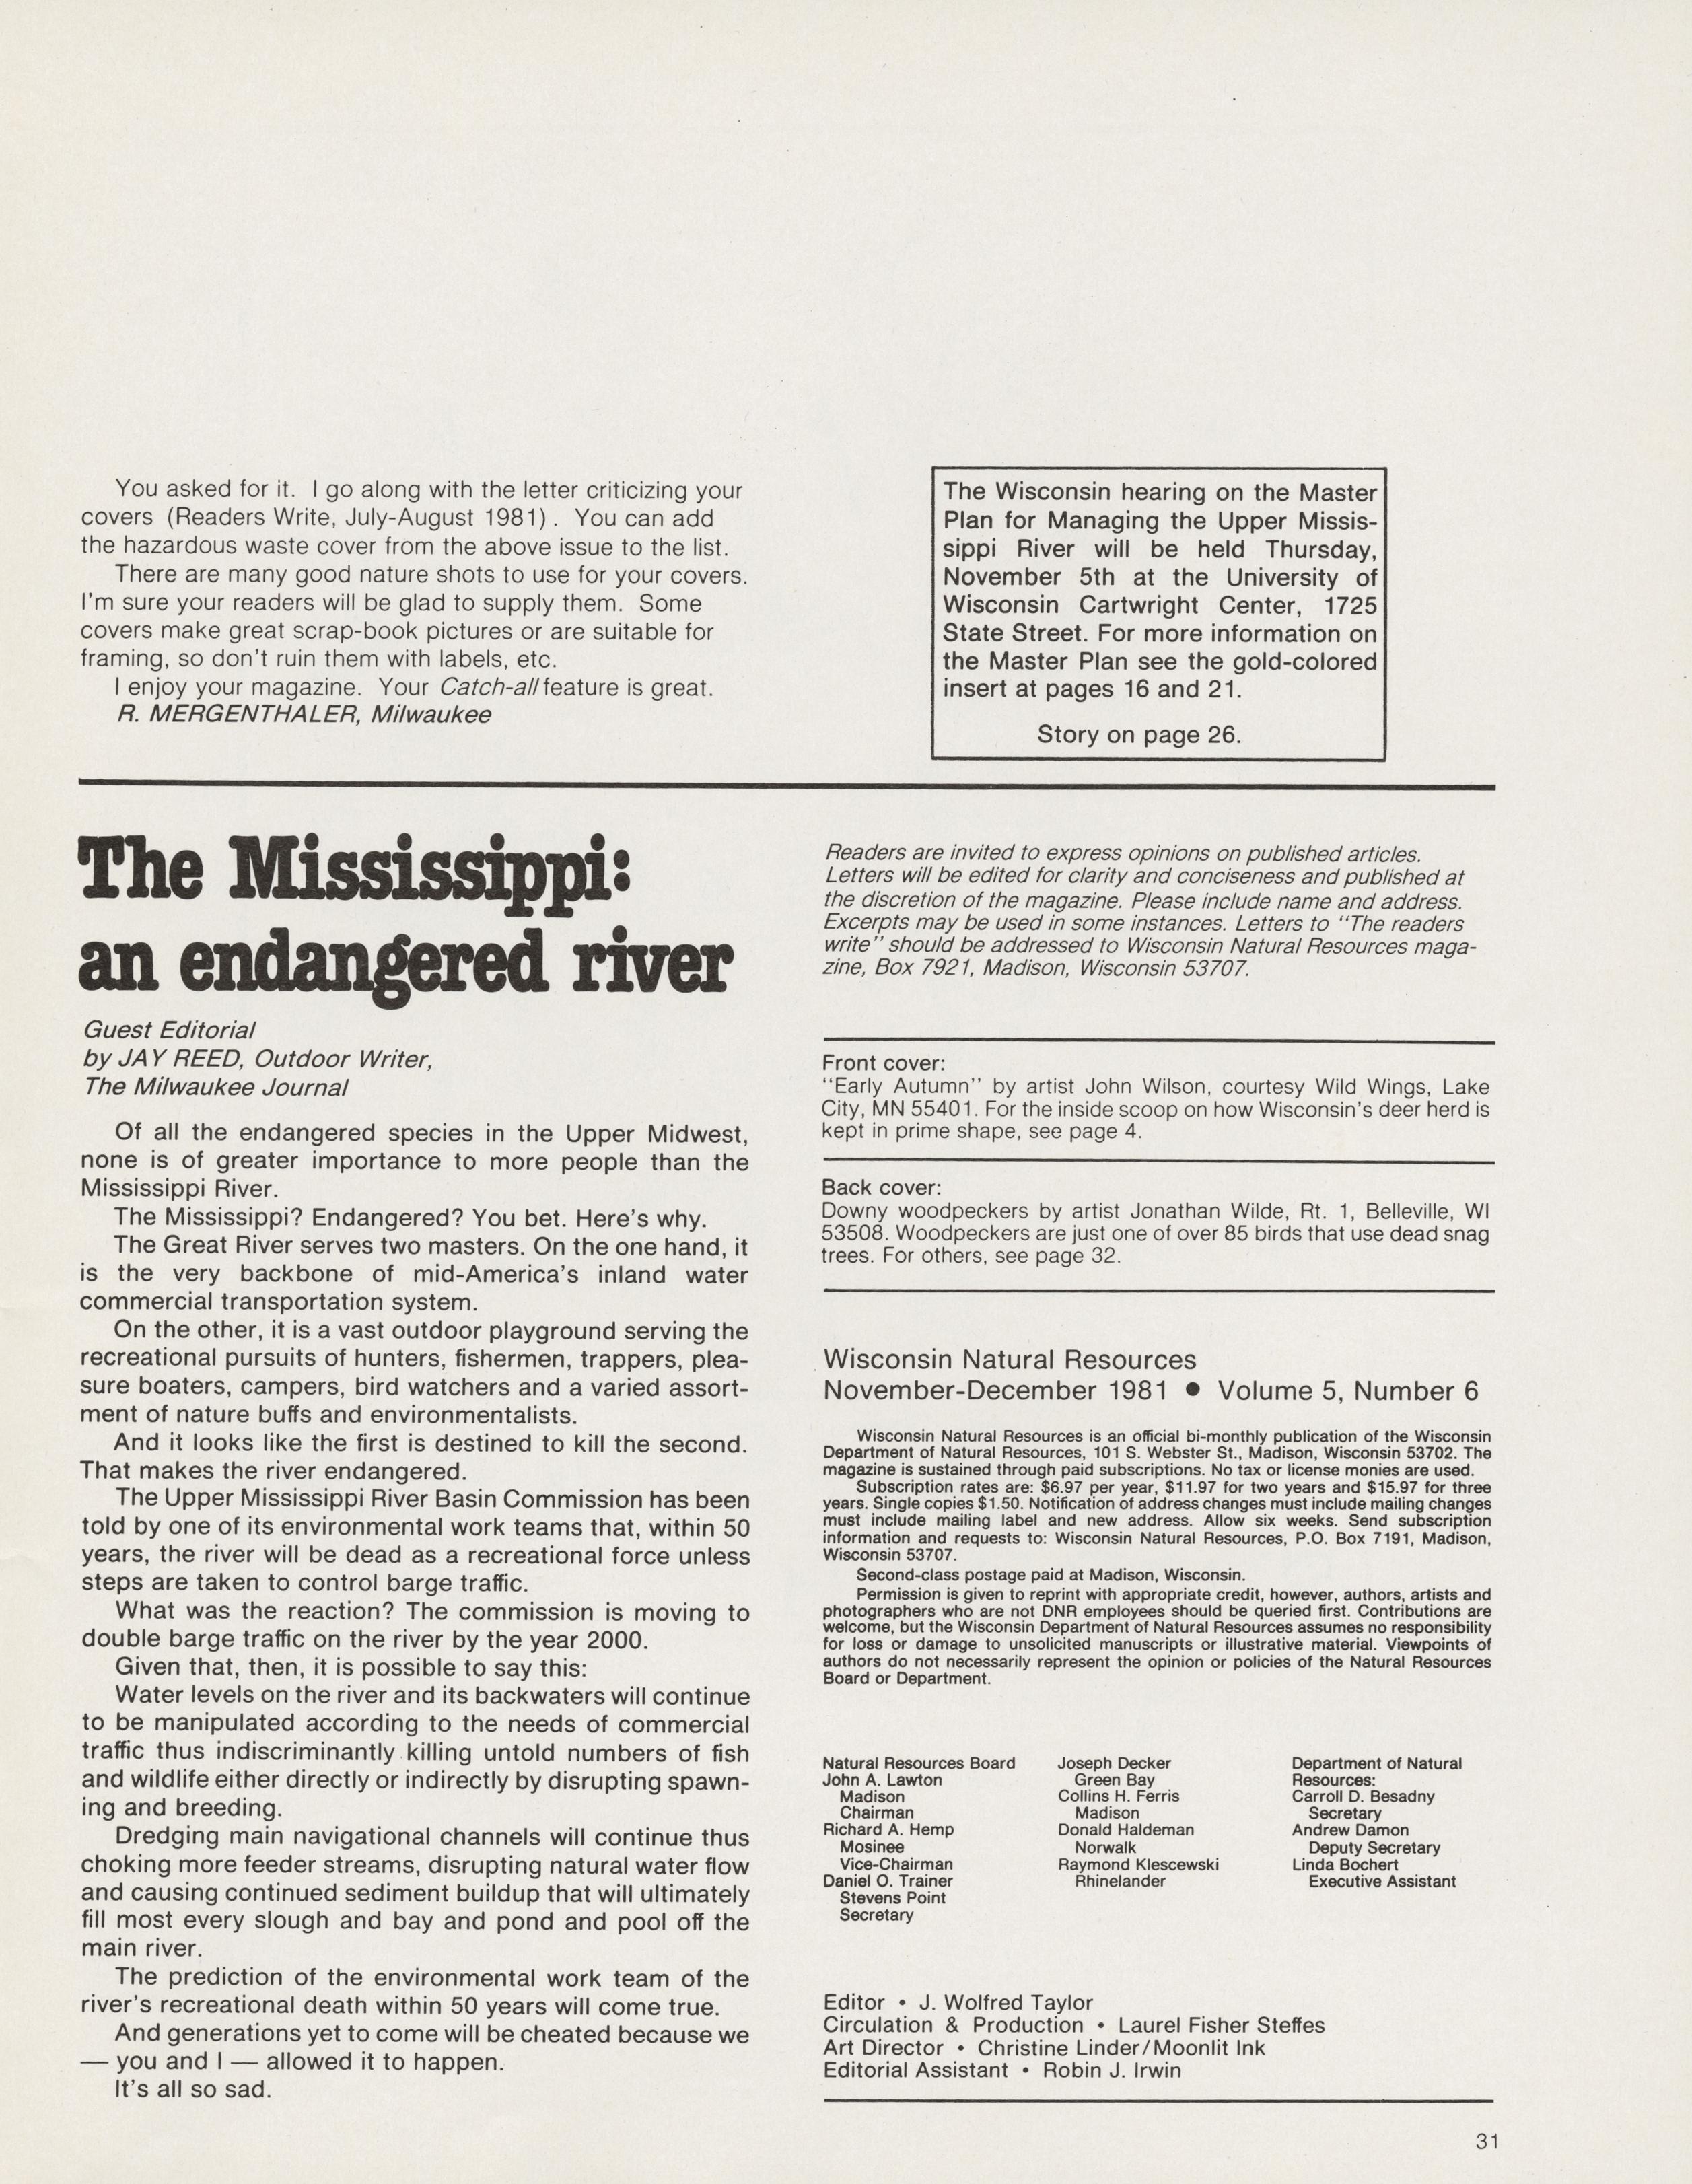 You asked for it. I go along with the letter criticizing your
covers (Readers Write, July-August 1981). You can add
the hazardous waste cover from the above issue to the list.
There are many good nature shots to use for your covers.
I'm sure your readers will be glad to supply them. Some
covers make great scrap-book pictures or are suitable for
framing, so don't ruin them with labels, etc.
I enjoy your magazine. Your Catch-all feature is great.
R. MERGENTHALER, Milwaukee
The Wisconsin hearing on the Master
Plan for Managing the Upper Missis-
sippi River will be held Thursday,
November 5th at the University of
Wisconsin Cartwright Center, 1725
State Street. For more information on
the Master Plan see the gold-colored
insert at pages 16 and 21.
Story on page 26.
The Mississippi:
an endangered river
Guest Editorial
by JAY REED, Outdoor Writer,
The Milwaukee Journal
Of all the endangered species in the Upper Midwest,
none is of greater importance to more people than the
Mississippi River.
The Mississippi? Endangered? You bet. Here's why.
The Great River serves two masters. On the one hand, it
is the very backbone of mid-America's inland water
commercial transportation system.
On the other, it is a vast outdoor playground serving the
recreational pursuits of hunters, fishermen, trappers, plea-
sure boaters, campers, bird watchers and a varied assort-
ment of nature buffs and environmentalists.
And it looks like the first is destined to kill the second.
That makes the river endangered.
The Upper Mississippi River Basin Commission has been
told by one of its environmental work teams that, within 50
years, the river will be dead as a recreational force unless
steps are taken to control barge traffic.
What was the reaction? The commission is moving to
double barge traffic on the river by the year 2000.
Given that, then, it is possible to say this:
Water levels on the river and its backwaters will continue
to be manipulated according to the needs of commercial
traffic thus indiscriminantly killing untold numbers of fish
and wildlife either directly or indirectly by disrupting spawn-
ing and breeding.
Dredging main navigational channels will continue thus
choking more feeder streams, disrupting natural water flow
and causing continued sediment buildup that will ultimately
fill most every slough and bay and pond and pool off the
main river.
The prediction of the environmental work team of the
river's recreational death within 50 years will come true.
And generations yet to come will be cheated because we
— you and I — allowed it to happen.
It's all so sad.
Readers are invited to express opinions on published articles.
Letters will be edited for clarity and conciseness and published at
the discretion of the magazine. Please include name and address.
Excerpts may be used in some instances. Letters to "The readers
write" should be addressed to Wisconsin Natural Resources maga-
zine, Box 7921, Madison, Wisconsin 53707.
Front cover:
"Early Autumn" by artist John Wilson, courtesy Wild Wings, Lake
City, MN 55401. For the inside scoop on how Wisconsin's deer herd is
kept in prime shape, see page 4.
Back cover:
Downy woodpeckers by artist Jonathan Wilde, Rt. 1, Belleville, WI
53508. Woodpeckers are just one of over 85 birds that use dead snag
trees. For others, see page 32.
Wisconsin Natural Resources
November-December 1981 ● Volume 5, Number 6
Wisconsin Natural Resources is an official bi-monthly publication of the Wisconsin
Department of Natural Resources, 101 S. Webster St., Madison, Wisconsin 53702. The
magazine is sustained through paid subscriptions. No tax or license monies are used.
Subscription rates are: $6.97 per year, $11.97 for two years and $15.97 for three
years. Single copies $1.50. Notification of address changes must include mailing changes
must include mailing label and new address. Allow six weeks. Send subscription
information and requests to: Wisconsin Natural Resources, P.O. Box 7191, Madison,
Wisconsin 53707.
Second-class postage paid at Madison, Wisconsin.
Permission is given to reprint with appropriate credit, however, authors, artists and
photographers who are not DNR employees should be queried first. Contributions are
welcome, but the Wisconsin Department of Natural Resources assumes no responsibility
for loss or damage to unsolicited manuscripts or illustrative material. Viewpoints of
authors do not necessarily represent the opinion or policies of the Natural Resources
Board or Department.
Natural Resources Board
John A. Lawton
Madison
Chairman
Richard A. Hemp
Mosinee
Vice-Chairman
Daniel O. Trainer
Stevens Point
Secretary
Joseph Decker
Green Bay
Collins H. Ferris
Madison
Donald Haldeman
Norwalk
Raymond Klescewski
Rhinelander
Department of Natural
Resources:
Carroll D. Besadny
Secretary
Andrew Damon
Deputy Secretary
Linda Bochert
Executive Assistant
Editor • J. Wolfred Taylor
Circulation & Production • Laurel Fisher Steffes
Art Director • Christine Linder/Moonlit Ink
Editorial Assistant • Robin J. Irwin
31